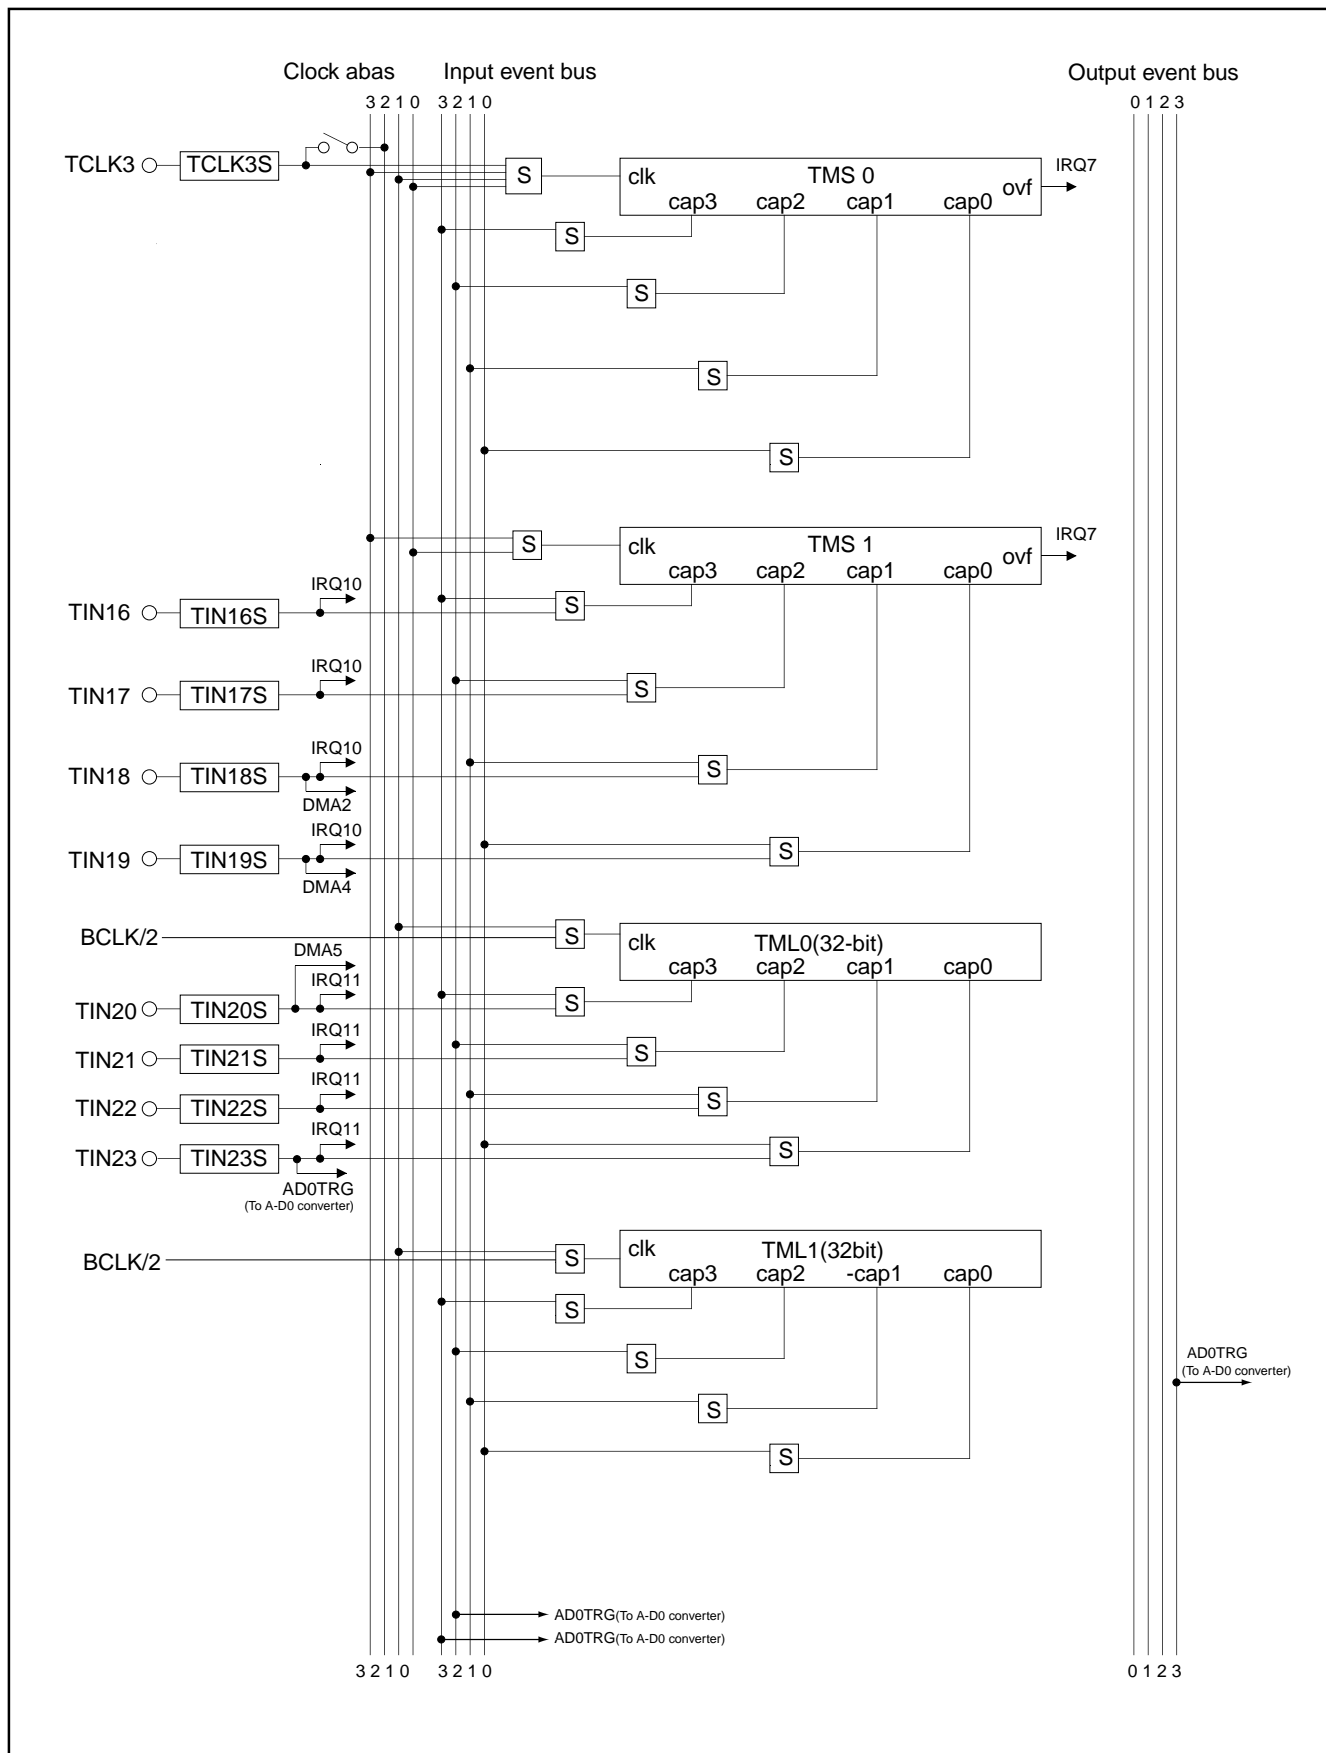 Clock abas Input event bus Output event bus
3 2 1 0 3 2 1 0 0 1 2 3
TCLK3 TCLK3S S clk TMS 0 ovf IRQ7
cap3 cap2 cap1 cap0
S
S
S
S
S clk TMS 1 ovf IRQ7
cap3 cap2 cap1 cap0
IRQ10
TIN16 TIN16S S
IRQ10
TIN17 TIN17S S
IRQ10
TIN18 TIN18S S
DMA2
IRQ10
TIN19 TIN19S S
DMA4
BCLK/2 S clk TML0(32-bit)
cap3 cap2 cap1 cap0
DMA5
IRQ11
TIN20 TIN20S S
IRQ11
TIN21 TIN21S S
IRQ11
TIN22 TIN22S S
IRQ11
TIN23 TIN23S S
AD0TRG
(To A-D0 converter)
BCLK/2 S clk TML1(32bit)
cap3 cap2 -cap1 cap0
S
S
AD0TRG
(To A-D0 converter)
S
S
AD0TRG(To A-D0 converter)
AD0TRG(To A-D0 converter)
3 2 1 0 3 2 1 0 0 1 2 3